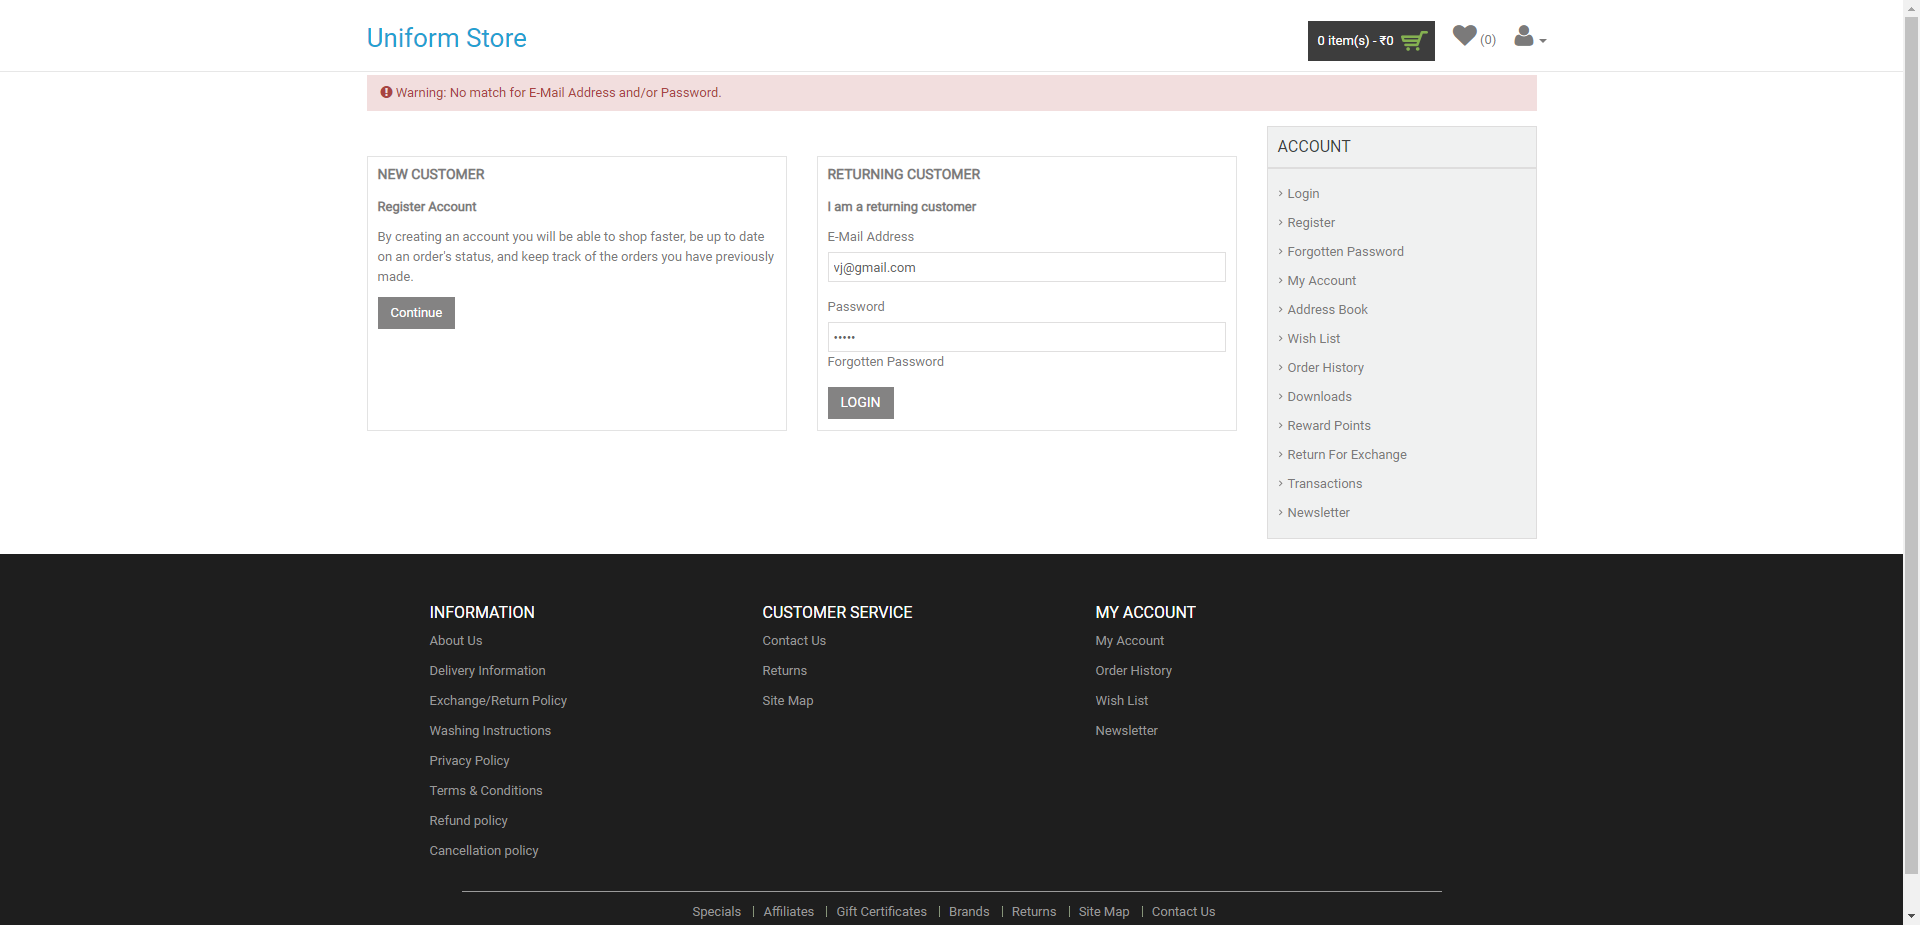 Uniform Store
0 item(s) - ₹0
(0)
Warning: No match for E-Mail Address and/or Password.
NEW CUSTOMER
Register Account
By creating an account you will be able to shop faster, be up to date
on an order's status, and keep track of the orders you have previously
made.
Continue
RETURNING CUSTOMER
I am a returning customer
E-Mail Address
vj@gmail.com
Password
•••••
Forgotten Password
LOGIN
ACCOUNT
› Login
› Register
› Forgotten Password
› My Account
› Address Book
› Wish List
› Order History
› Downloads
› Reward Points
› Return For Exchange
› Transactions
› Newsletter
INFORMATION
About Us
Delivery Information
Exchange/Return Policy
Washing Instructions
Privacy Policy
Terms & Conditions
Refund policy
Cancellation policy
CUSTOMER SERVICE
Contact Us
Returns
Site Map
MY ACCOUNT
My Account
Order History
Wish List
Newsletter
Specials | Affiliates | Gift Certificates | Brands | Returns | Site Map | Contact Us